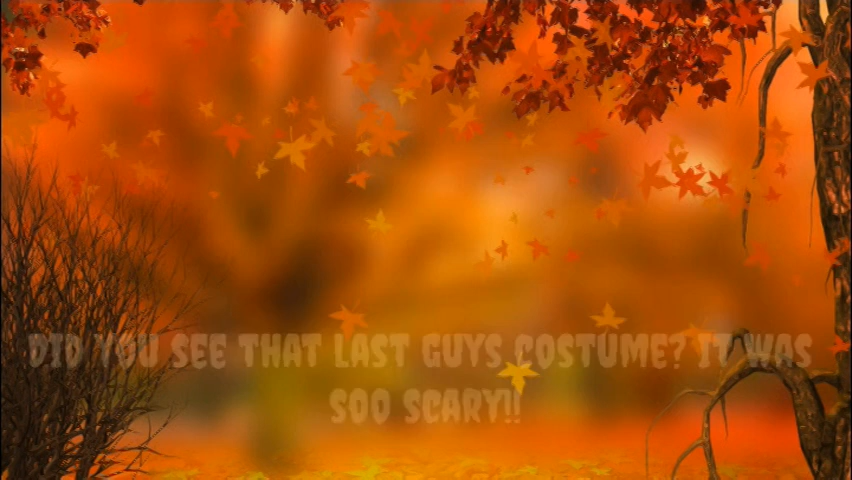 DID YOU SEE THAT LAST GUYS COSTUME? IT WAS
SOO SCARY!!